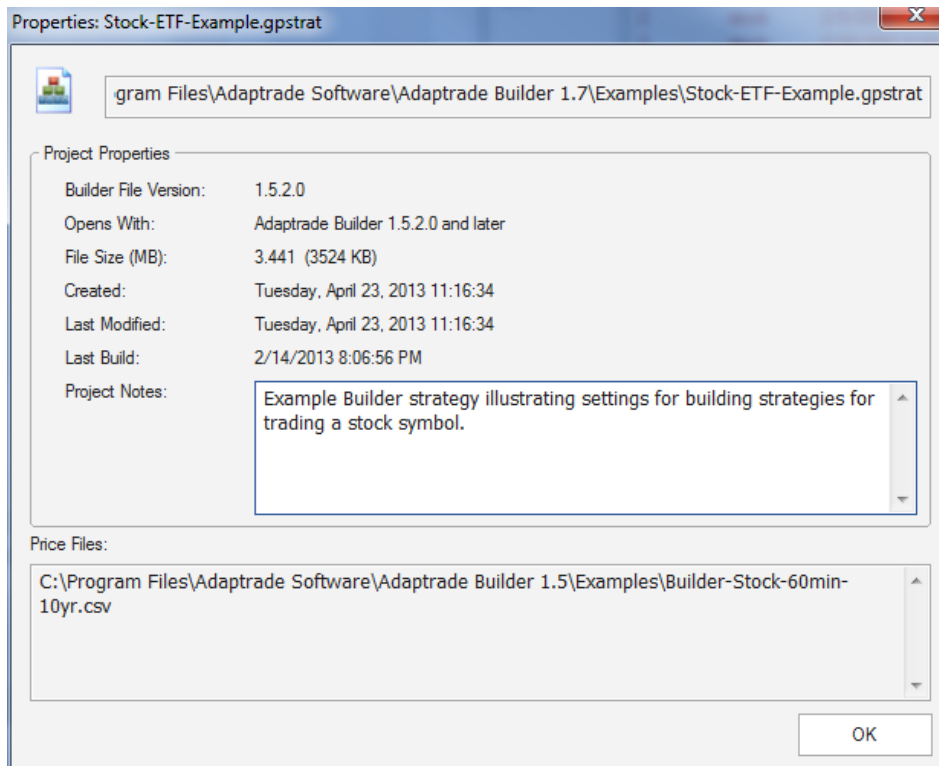 Properties: Stock-ETF-Example.gpstrat
gram Files\Adaptrade Software\Adaptrade Builder 1.7\Examples\Stock-ETF-Example.gpstrat
Project Properties
Builder File Version: 1.5.2.0
Opens With: Adaptrade Builder 1.5.2.0 and later
File Size (MB): 3.441 (3524 KB)
Created: Tuesday, April 23, 2013 11:16:34
Last Modified: Tuesday, April 23, 2013 11:16:34
Last Build: 2/14/2013 8:06:56 PM
Project Notes: Example Builder strategy illustrating settings for building strategies for
trading a stock symbol.
Price Files:
C:\Program Files\Adaptrade Software\Adaptrade Builder 1.5\Examples\Builder-Stock-60min-
10yr.csv
OK